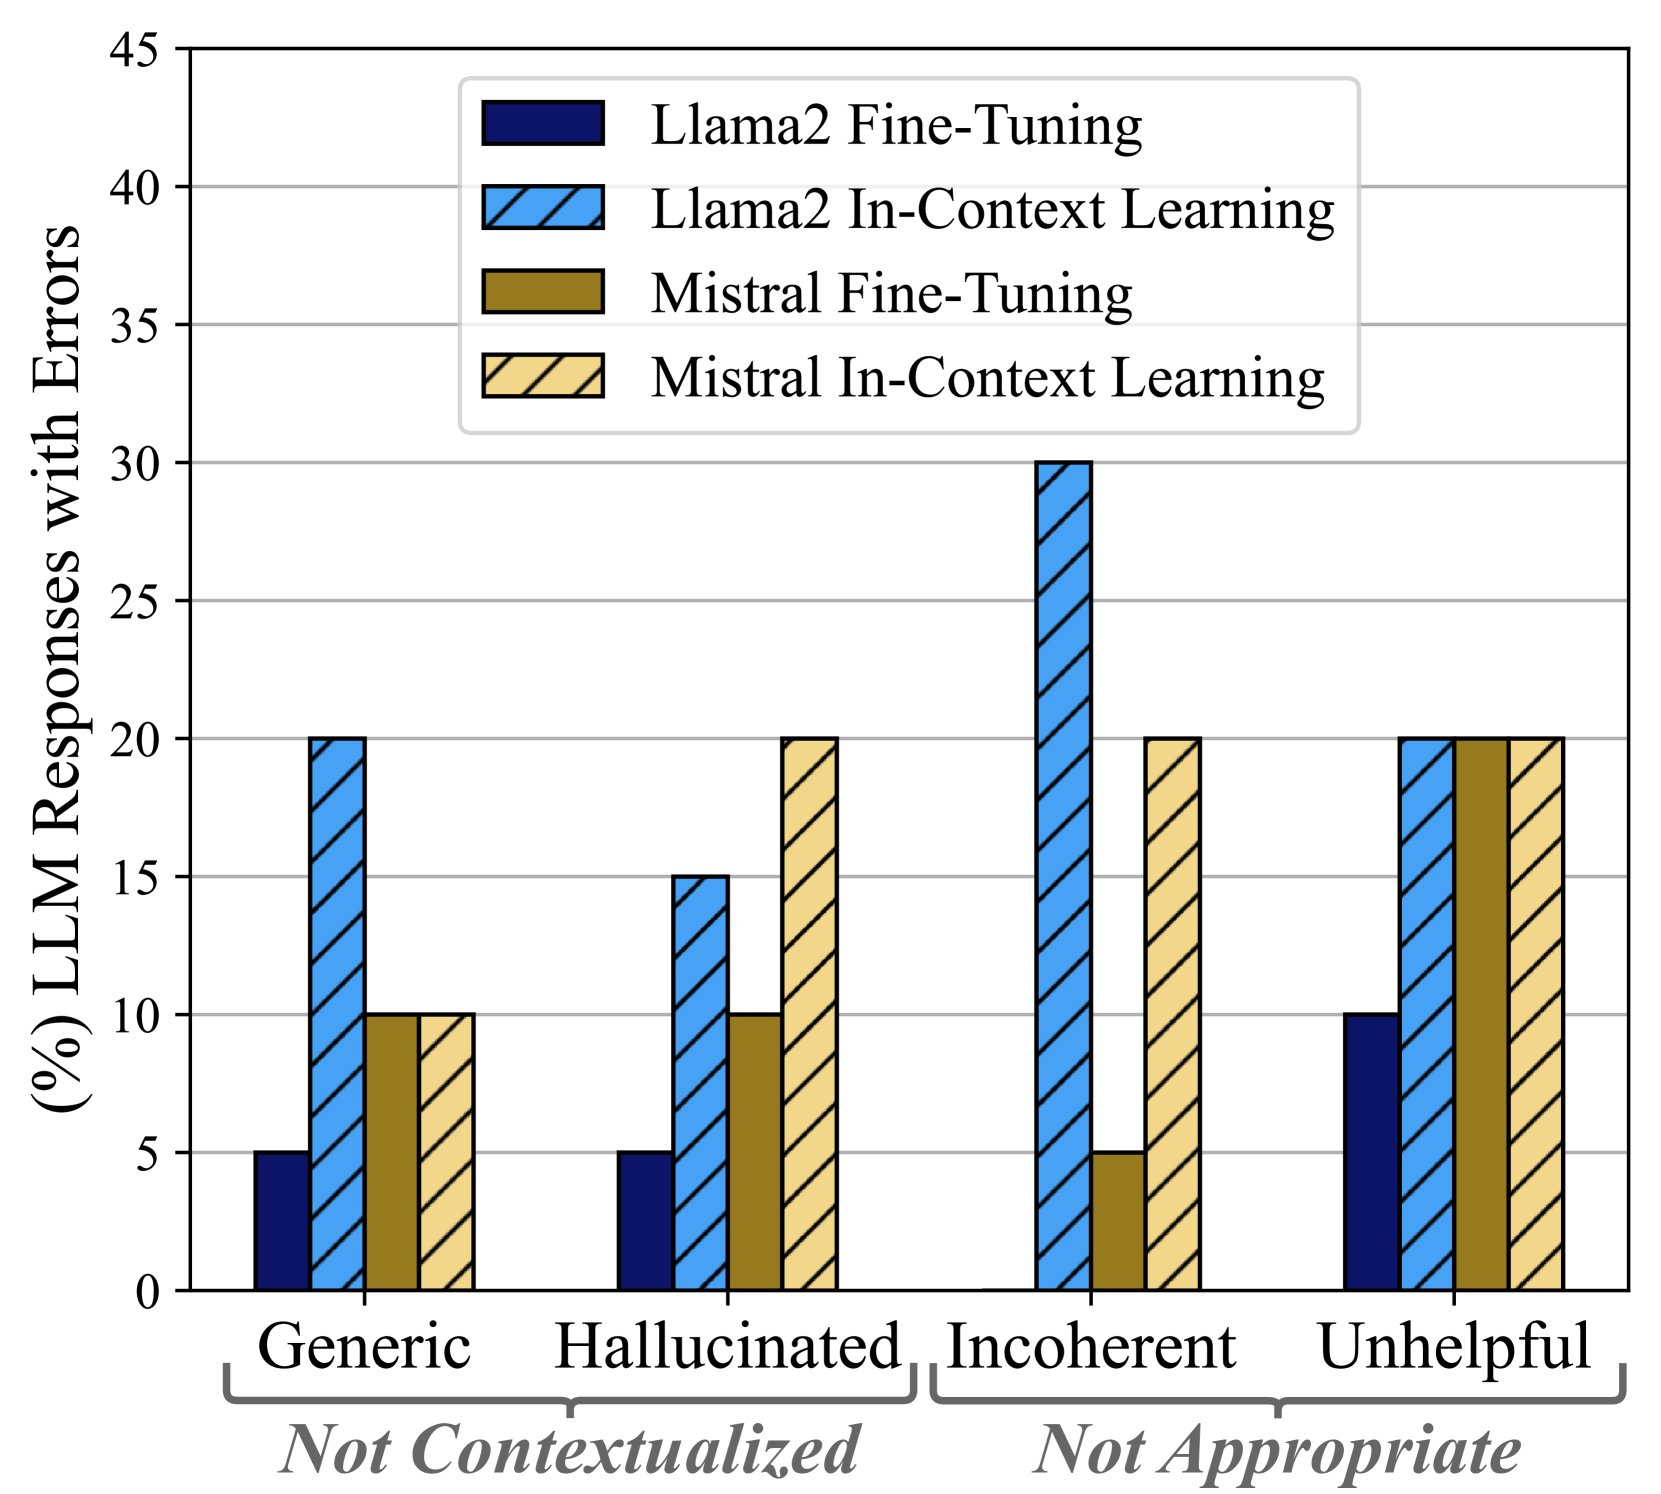 45
40
35
30
25
20
15
10
5
0
(%) LLM Responses with Errors
Llama2 Fine-Tuning
Llama2 In-Context Learning
Mistral Fine-Tuning
Mistral In-Context Learning
Generic Hallucinated Incoherent Unhelpful
Not Contextualized Not Appropriate